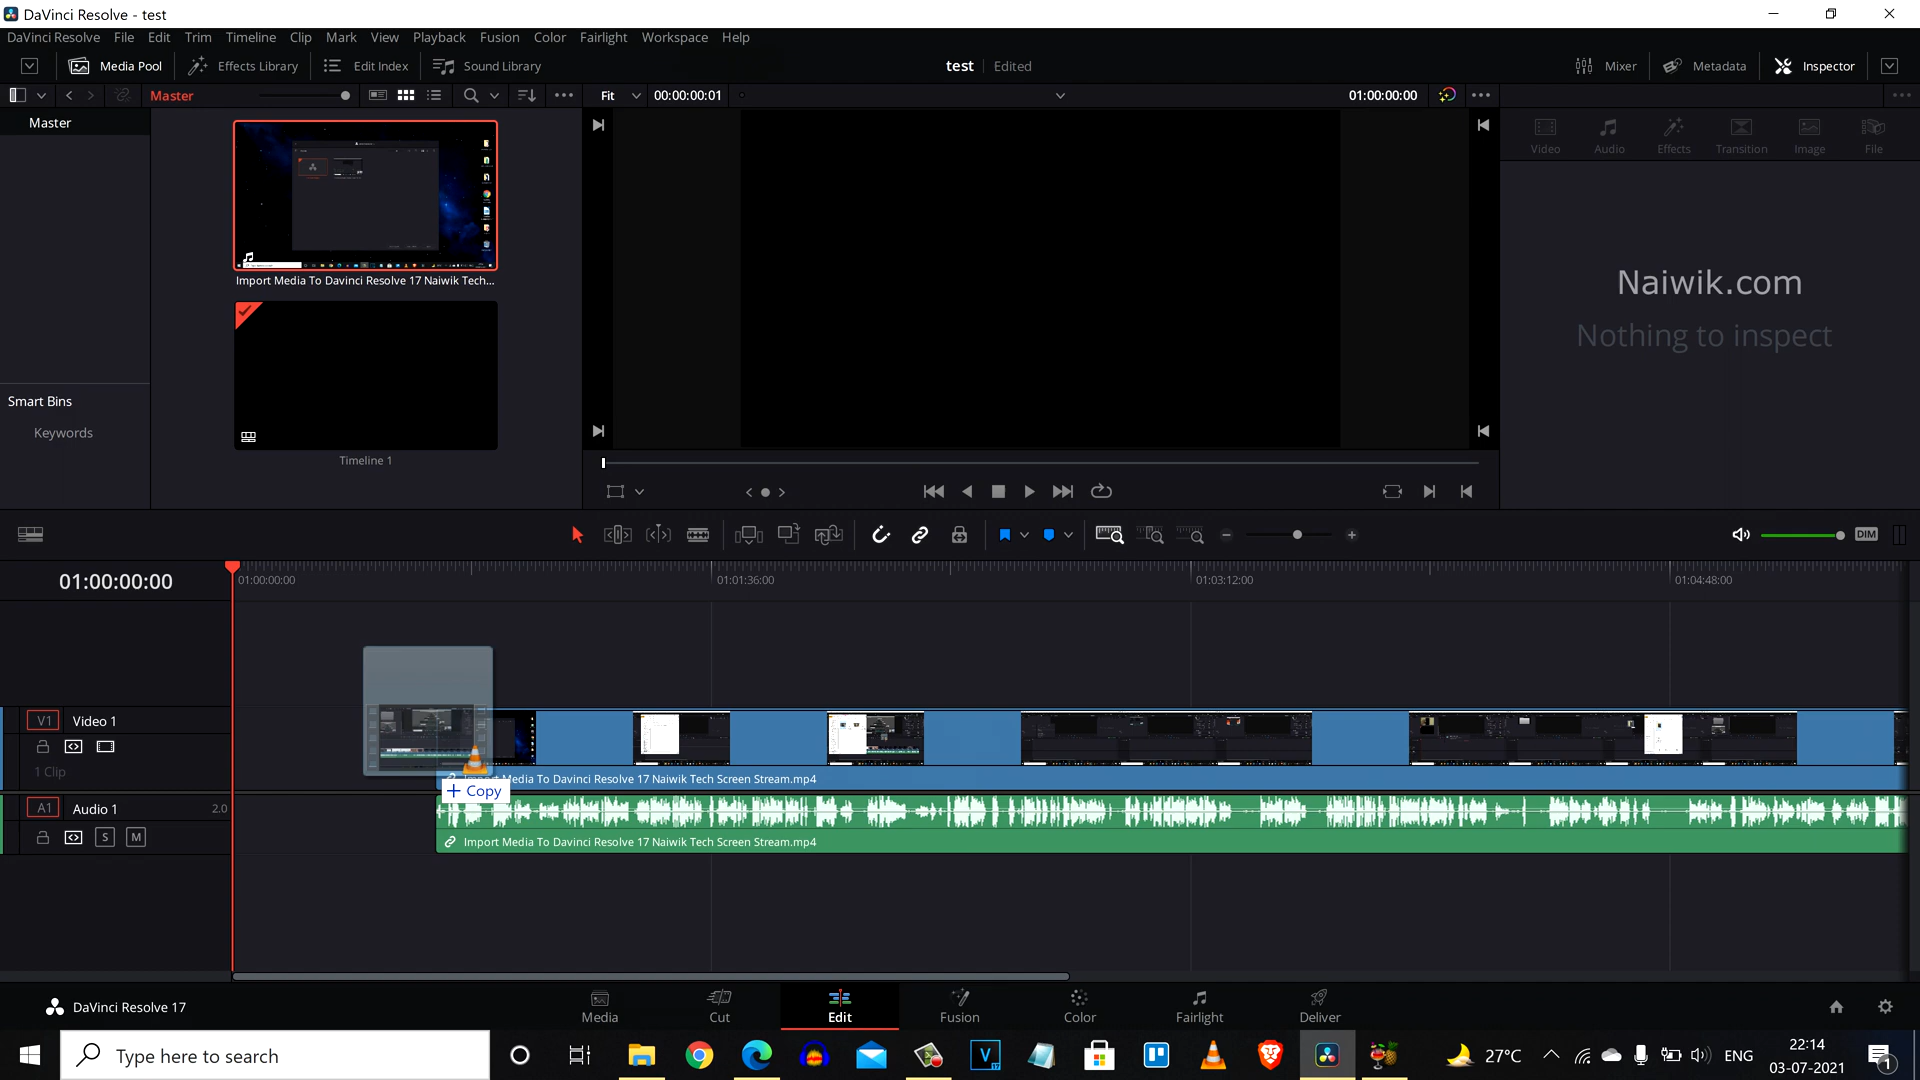 DaVinci Resolve - test
DaVinci Resolve File Edit Trim Timeline Clip Mark View Playback Fusion Color Fairlight Workspace Help
Media Pool Effects Library Edit Index Sound Library test Edited Mixer Metadata Inspector
Master Fit 00:00:00:01 01:00:00:00
Master
Video Audio Effects Transition Image File
Import Media To Davinci Resolve 17 Naiwik Tech...
Naiwik.com
Nothing to inspect
Smart Bins
Keywords
Timeline 1
DIM
01:00:00:00 01:00:00:00 01:01:36:00 01:03:12:00 01:04:48:00
V1 Video 1
1 Clip
Import Media To Davinci Resolve 17 Naiwik Tech Screen Stream.mp4
+ Copy
A1 Audio 1 2.0
S M
Import Media To Davinci Resolve 17 Naiwik Tech Screen Stream.mp4
DaVinci Resolve 17 Media Cut Edit Fusion Color Fairlight Deliver
Type here to search 27°C ENG 22:14
03-07-2021 1